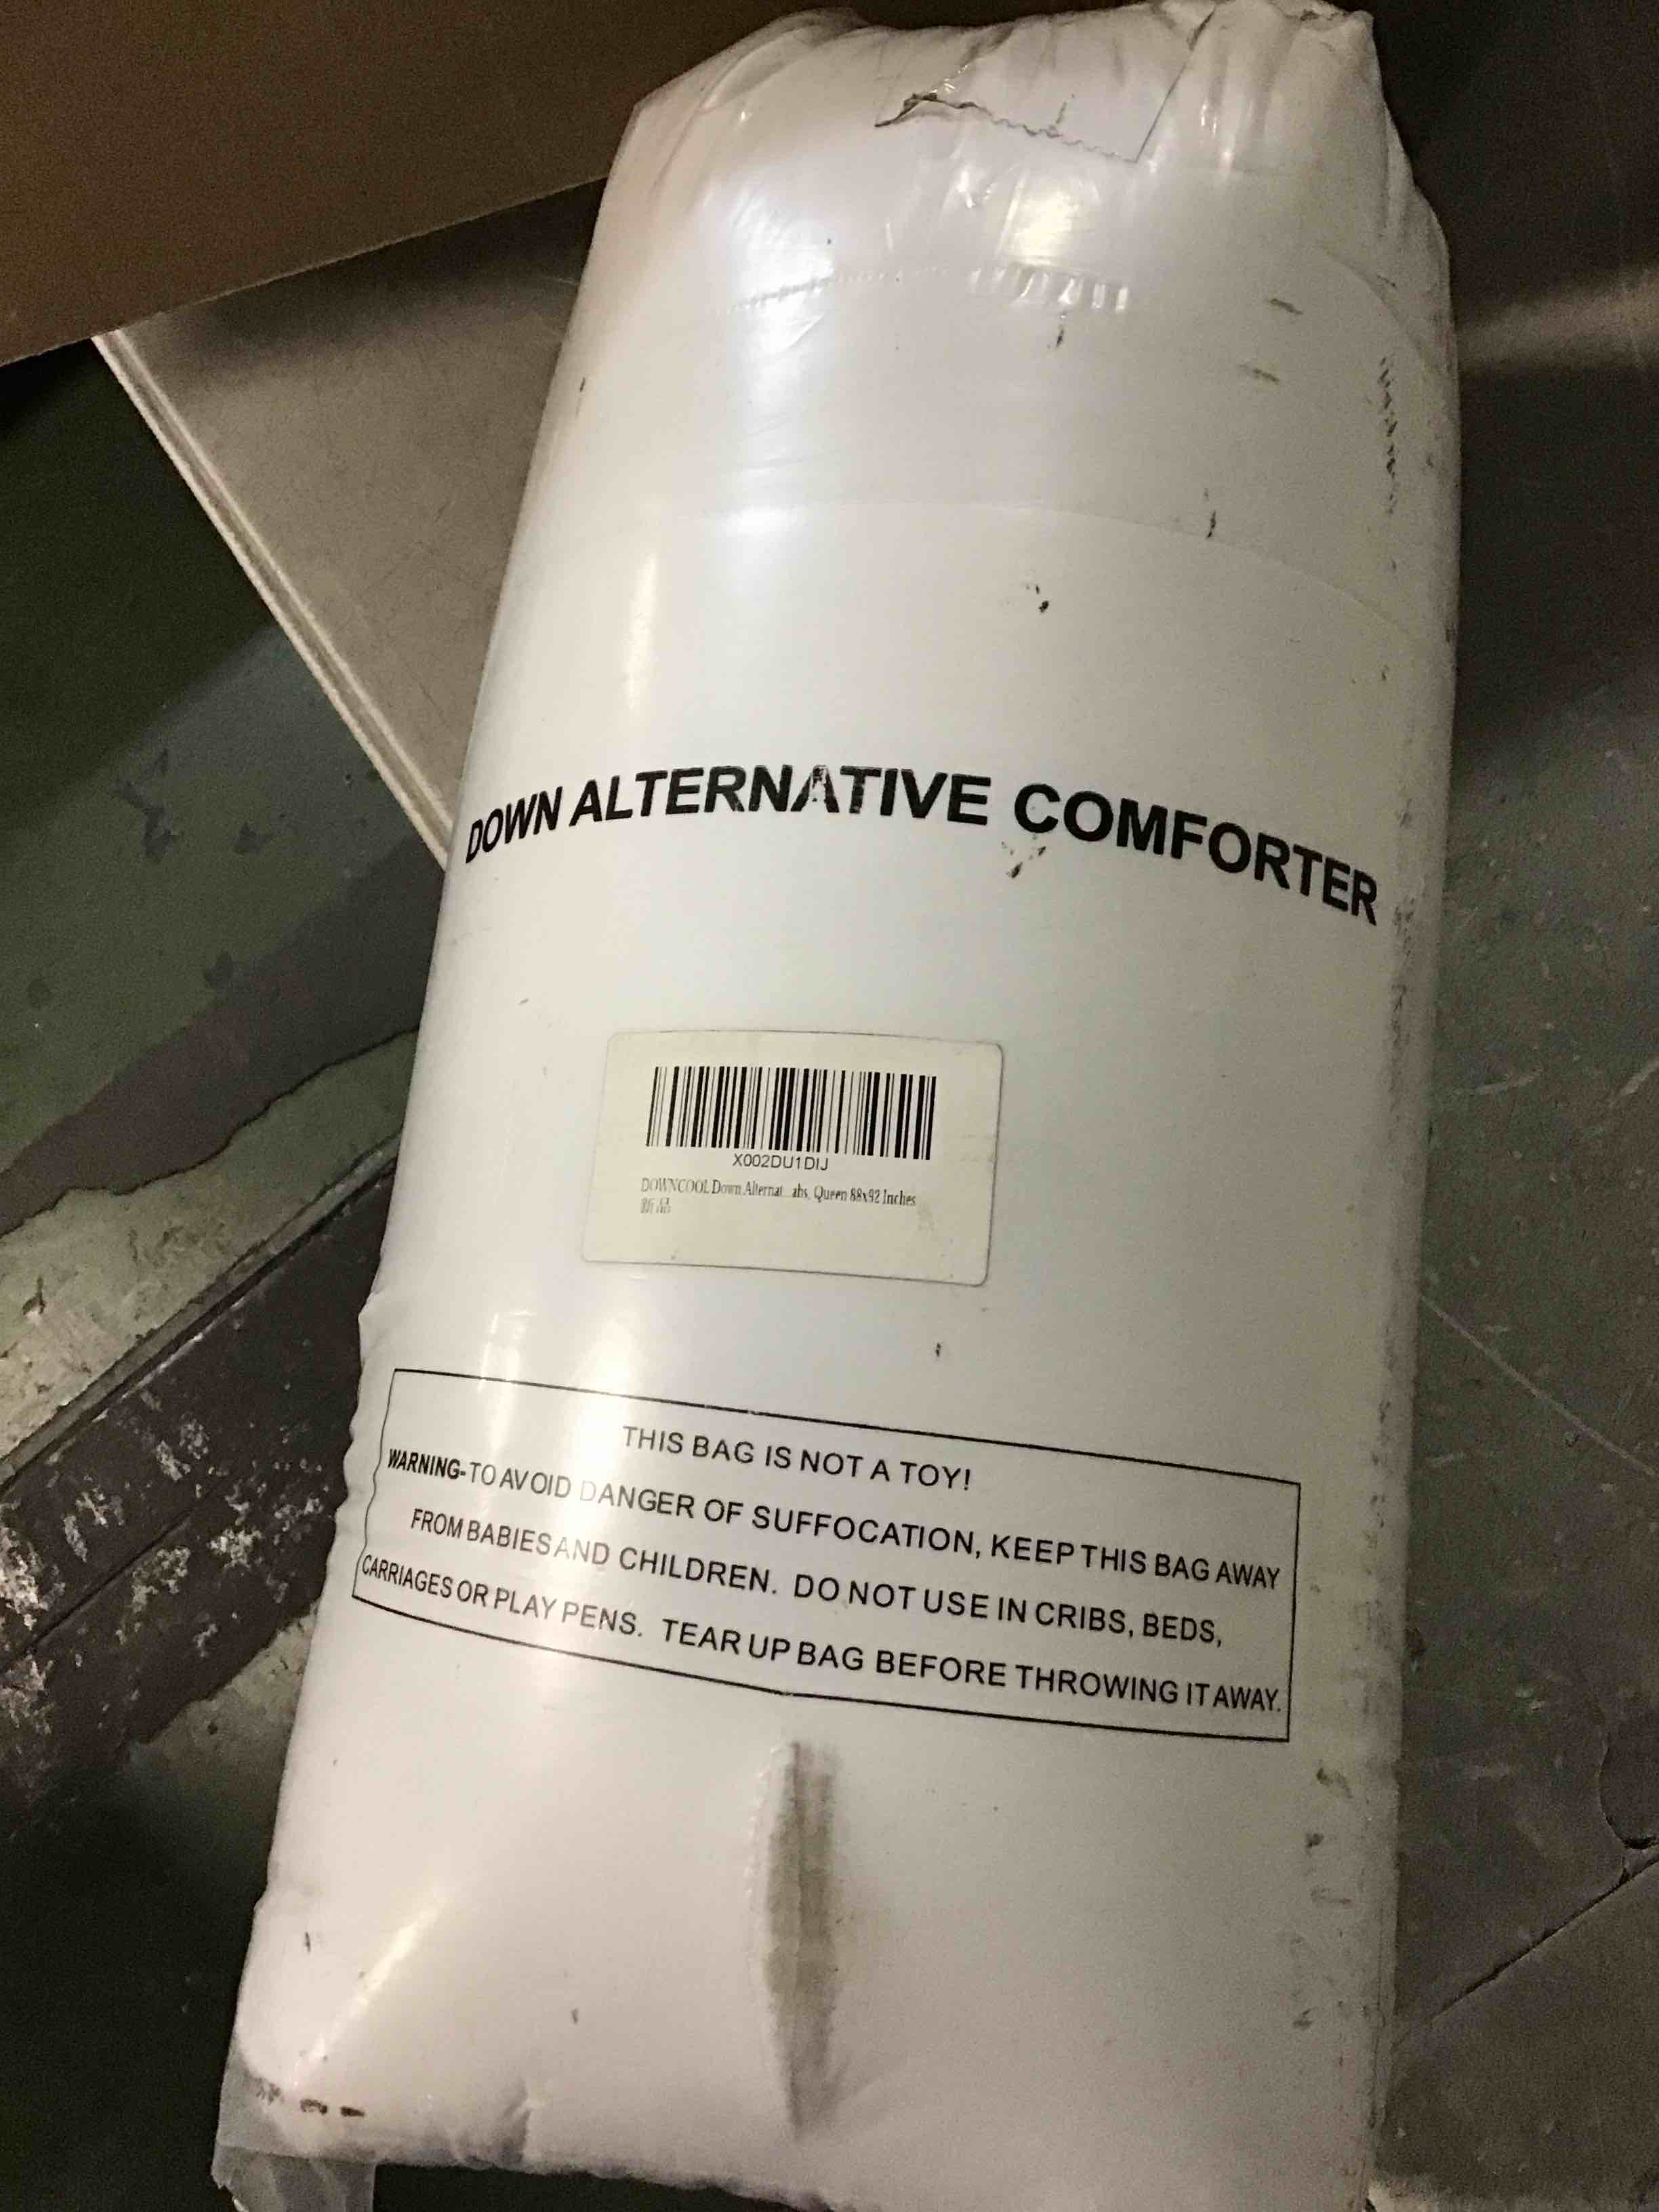 DOWN ALTERNATIVE COMFORTER
X002DU1DIJ
DOWNCOOL Down Alternat...abs, Queen 88x92 Inches
新品
THIS BAG IS NOT A TOY!
WARNING-TO AVOID DANGER OF SUFFOCATION, KEEP THIS BAG AWAY
FROM BABIES AND CHILDREN. DO NOT USE IN CRIBS, BEDS,
CARRIAGES OR PLAY PENS. TEAR UP BAG BEFORE THROWING IT AWAY.